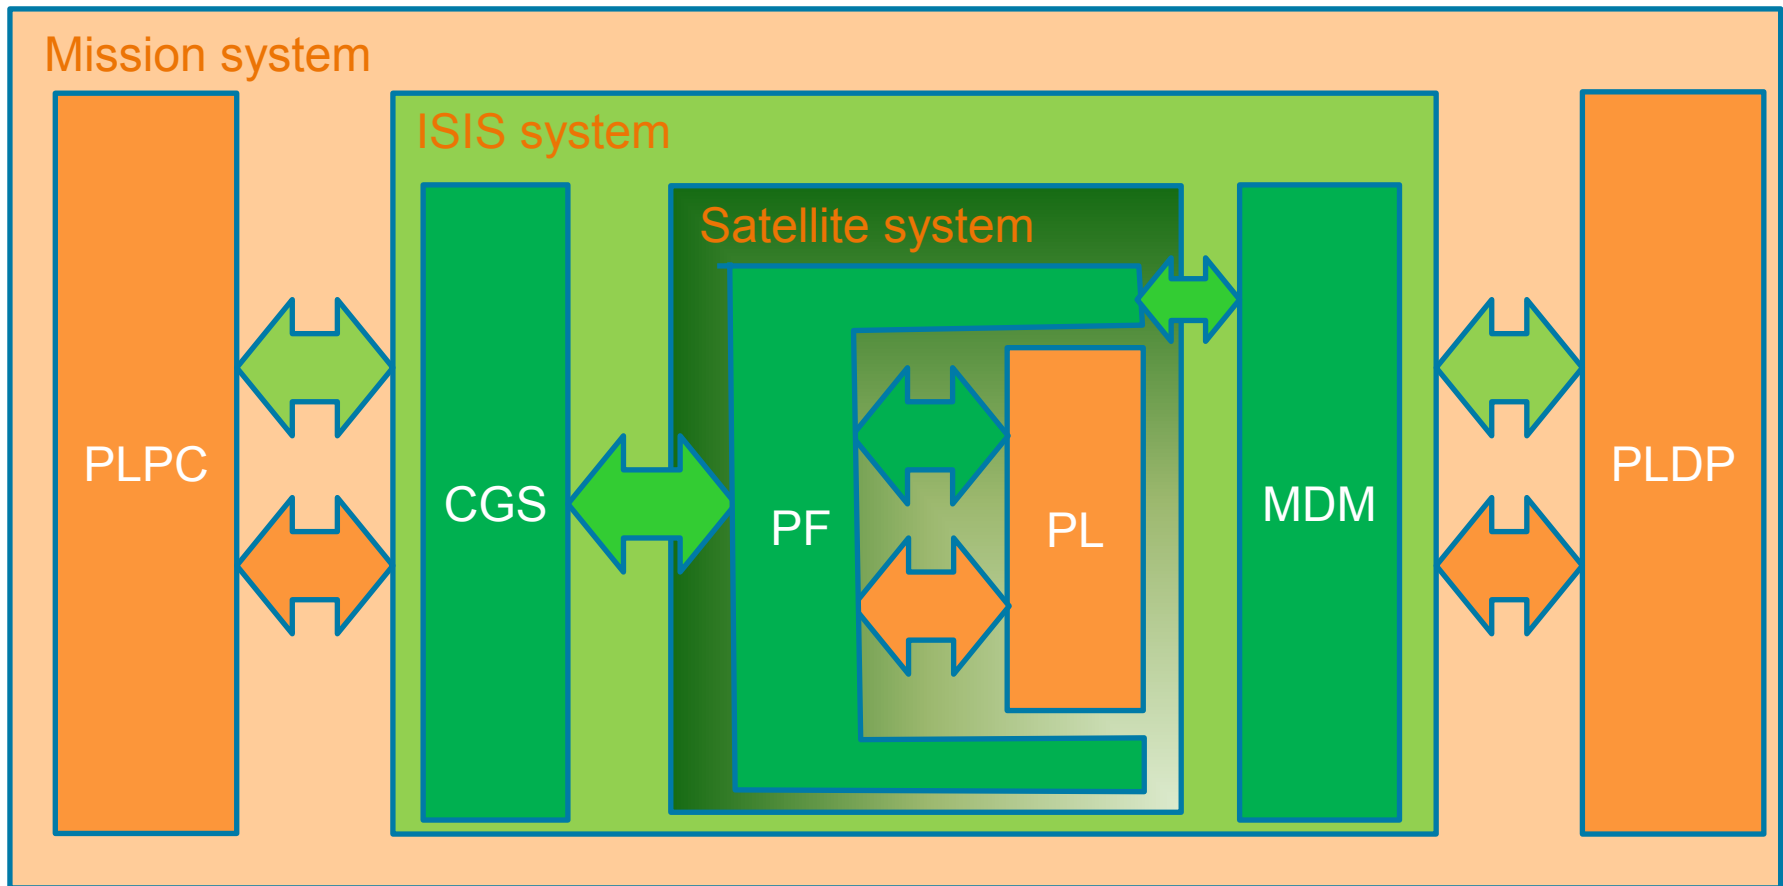 Mission system
ISIS system
Satellite system
PLPC
CGS
PF
PL
MDM
PLDP